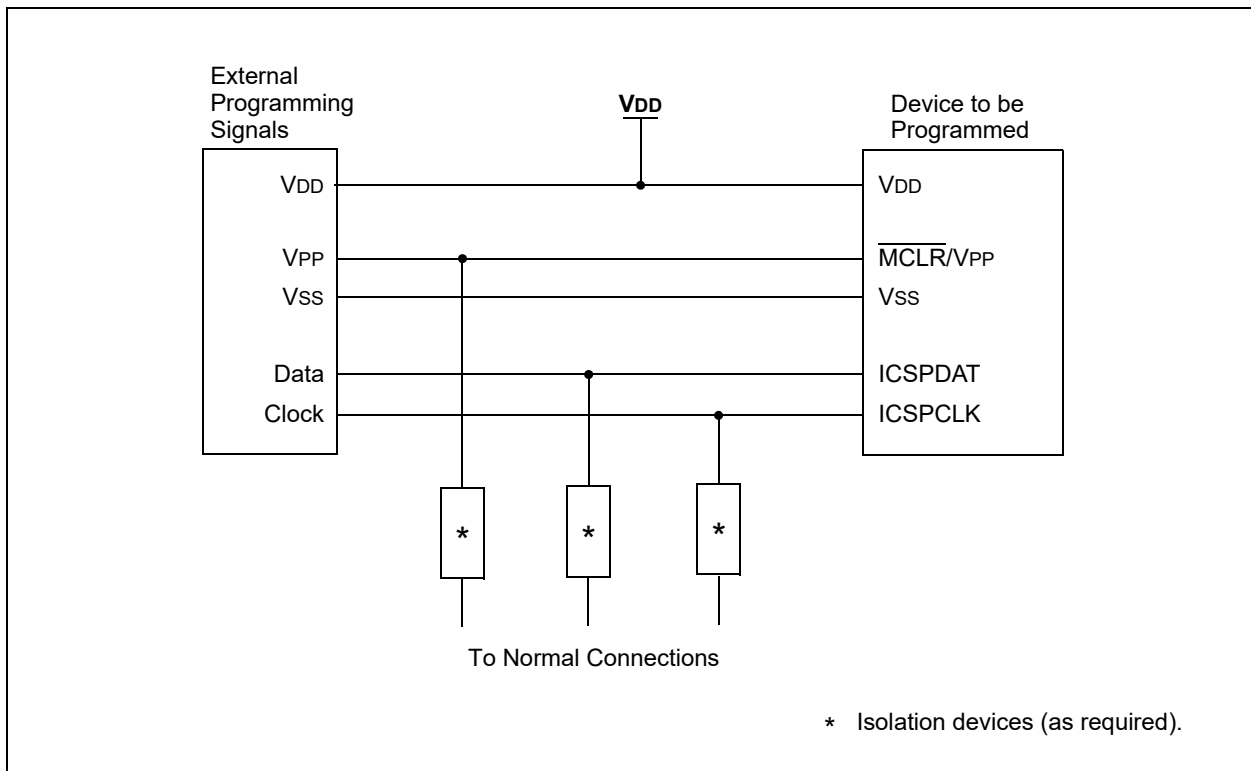 External
Programming
Signals
VDD
Device to be
Programmed
VDD
VPP
VSS
Data
Clock
VDD
MCLR/VPP
VSS
ICSPDAT
ICSPCLK
*
*
*
To Normal Connections
* Isolation devices (as required).